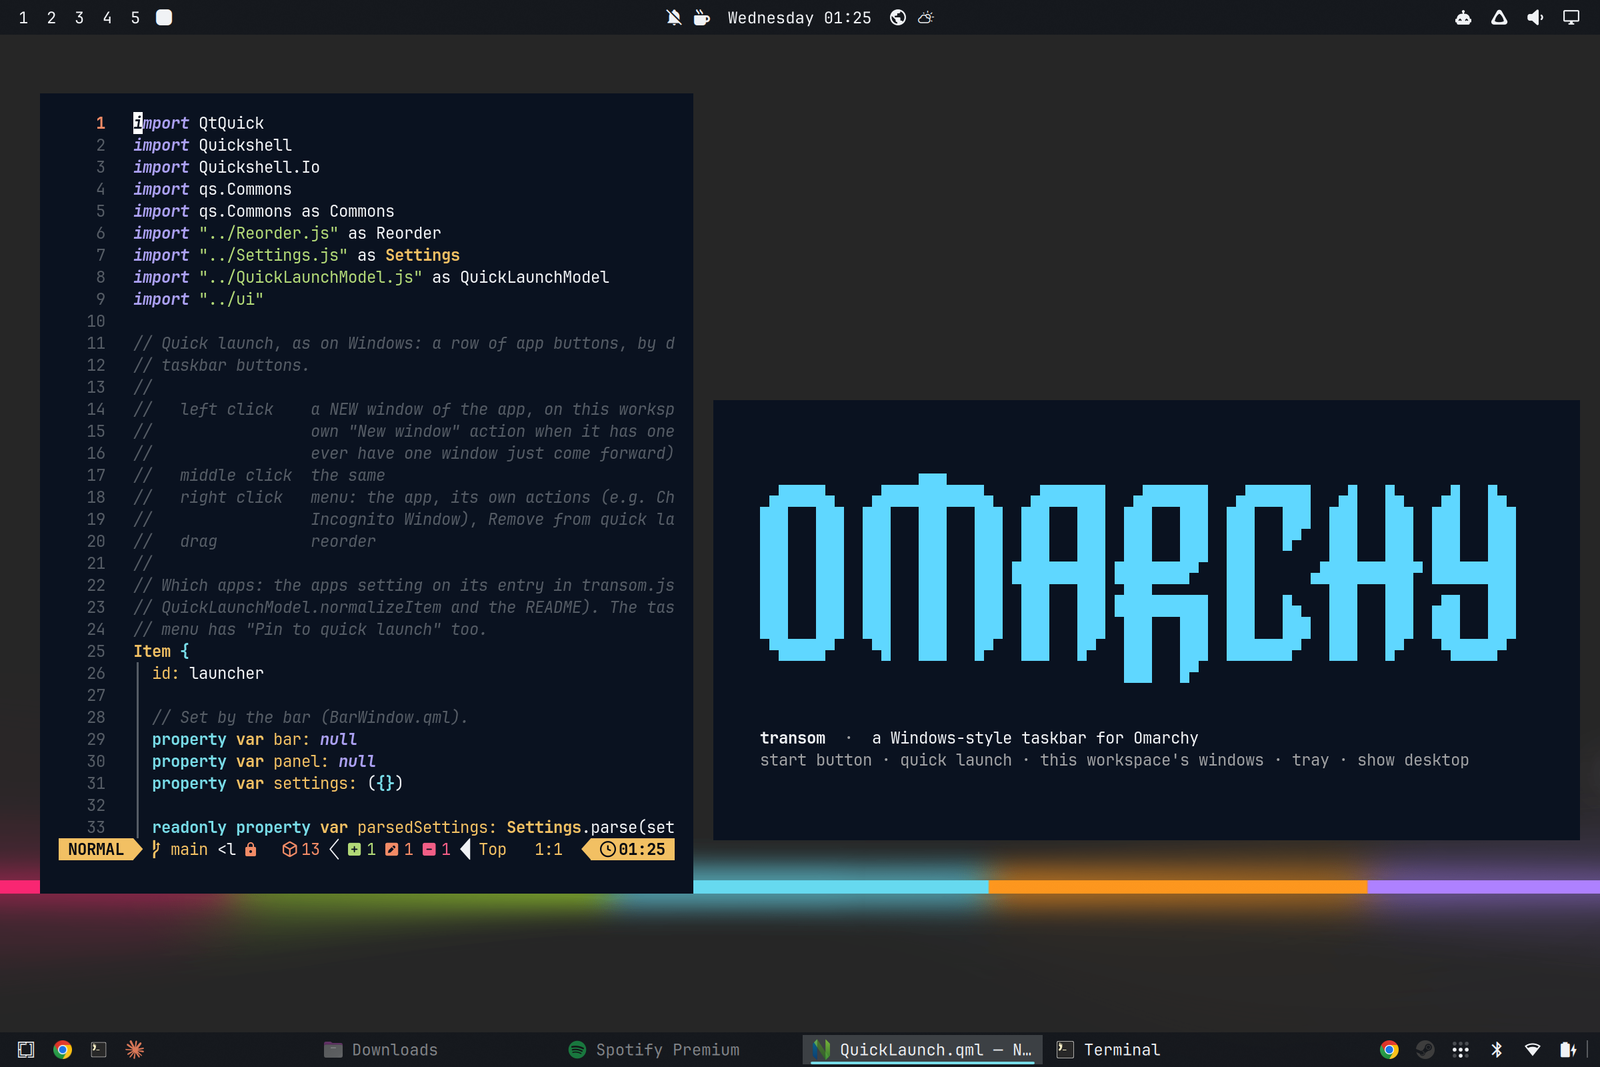 1 2 3 4 5
Wednesday 01:25
1 import QtQuick
2 import Quickshell
3 import Quickshell.Io
4 import qs.Commons
5 import qs.Commons as Commons
6 import "../Reorder.js" as Reorder
7 import "../Settings.js" as Settings
8 import "../QuickLaunchModel.js" as QuickLaunchModel
9 import "../ui"
10
11 // Quick launch, as on Windows: a row of app buttons, by d
12 // taskbar buttons.
13 //
14 //   left click    a NEW window of the app, on this worksp
15 //                 own "New window" action when it has one
16 //                 ever have one window just come forward)
17 //   middle click  the same
18 //   right click   menu: the app, its own actions (e.g. Ch
19 //                 Incognito Window), Remove from quick la
20 //   drag          reorder
21 //
22 // Which apps: the apps setting on its entry in transom.js
23 // QuickLaunchModel.normalizeItem and the README). The tas
24 // menu has "Pin to quick launch" too.
25 Item {
26   id: launcher
27
28   // Set by the bar (BarWindow.qml).
29   property var bar: null
30   property var panel: null
31   property var settings: ({})
32
33   readonly property var parsedSettings: Settings.parse(set
NORMAL main <l 13 1 1 1 Top 1:1 01:25
OMARCHY
transom · a Windows-style taskbar for Omarchy
start button · quick launch · this workspace's windows · tray · show desktop
Downloads
Spotify Premium
QuickLaunch.qml — N…
Terminal